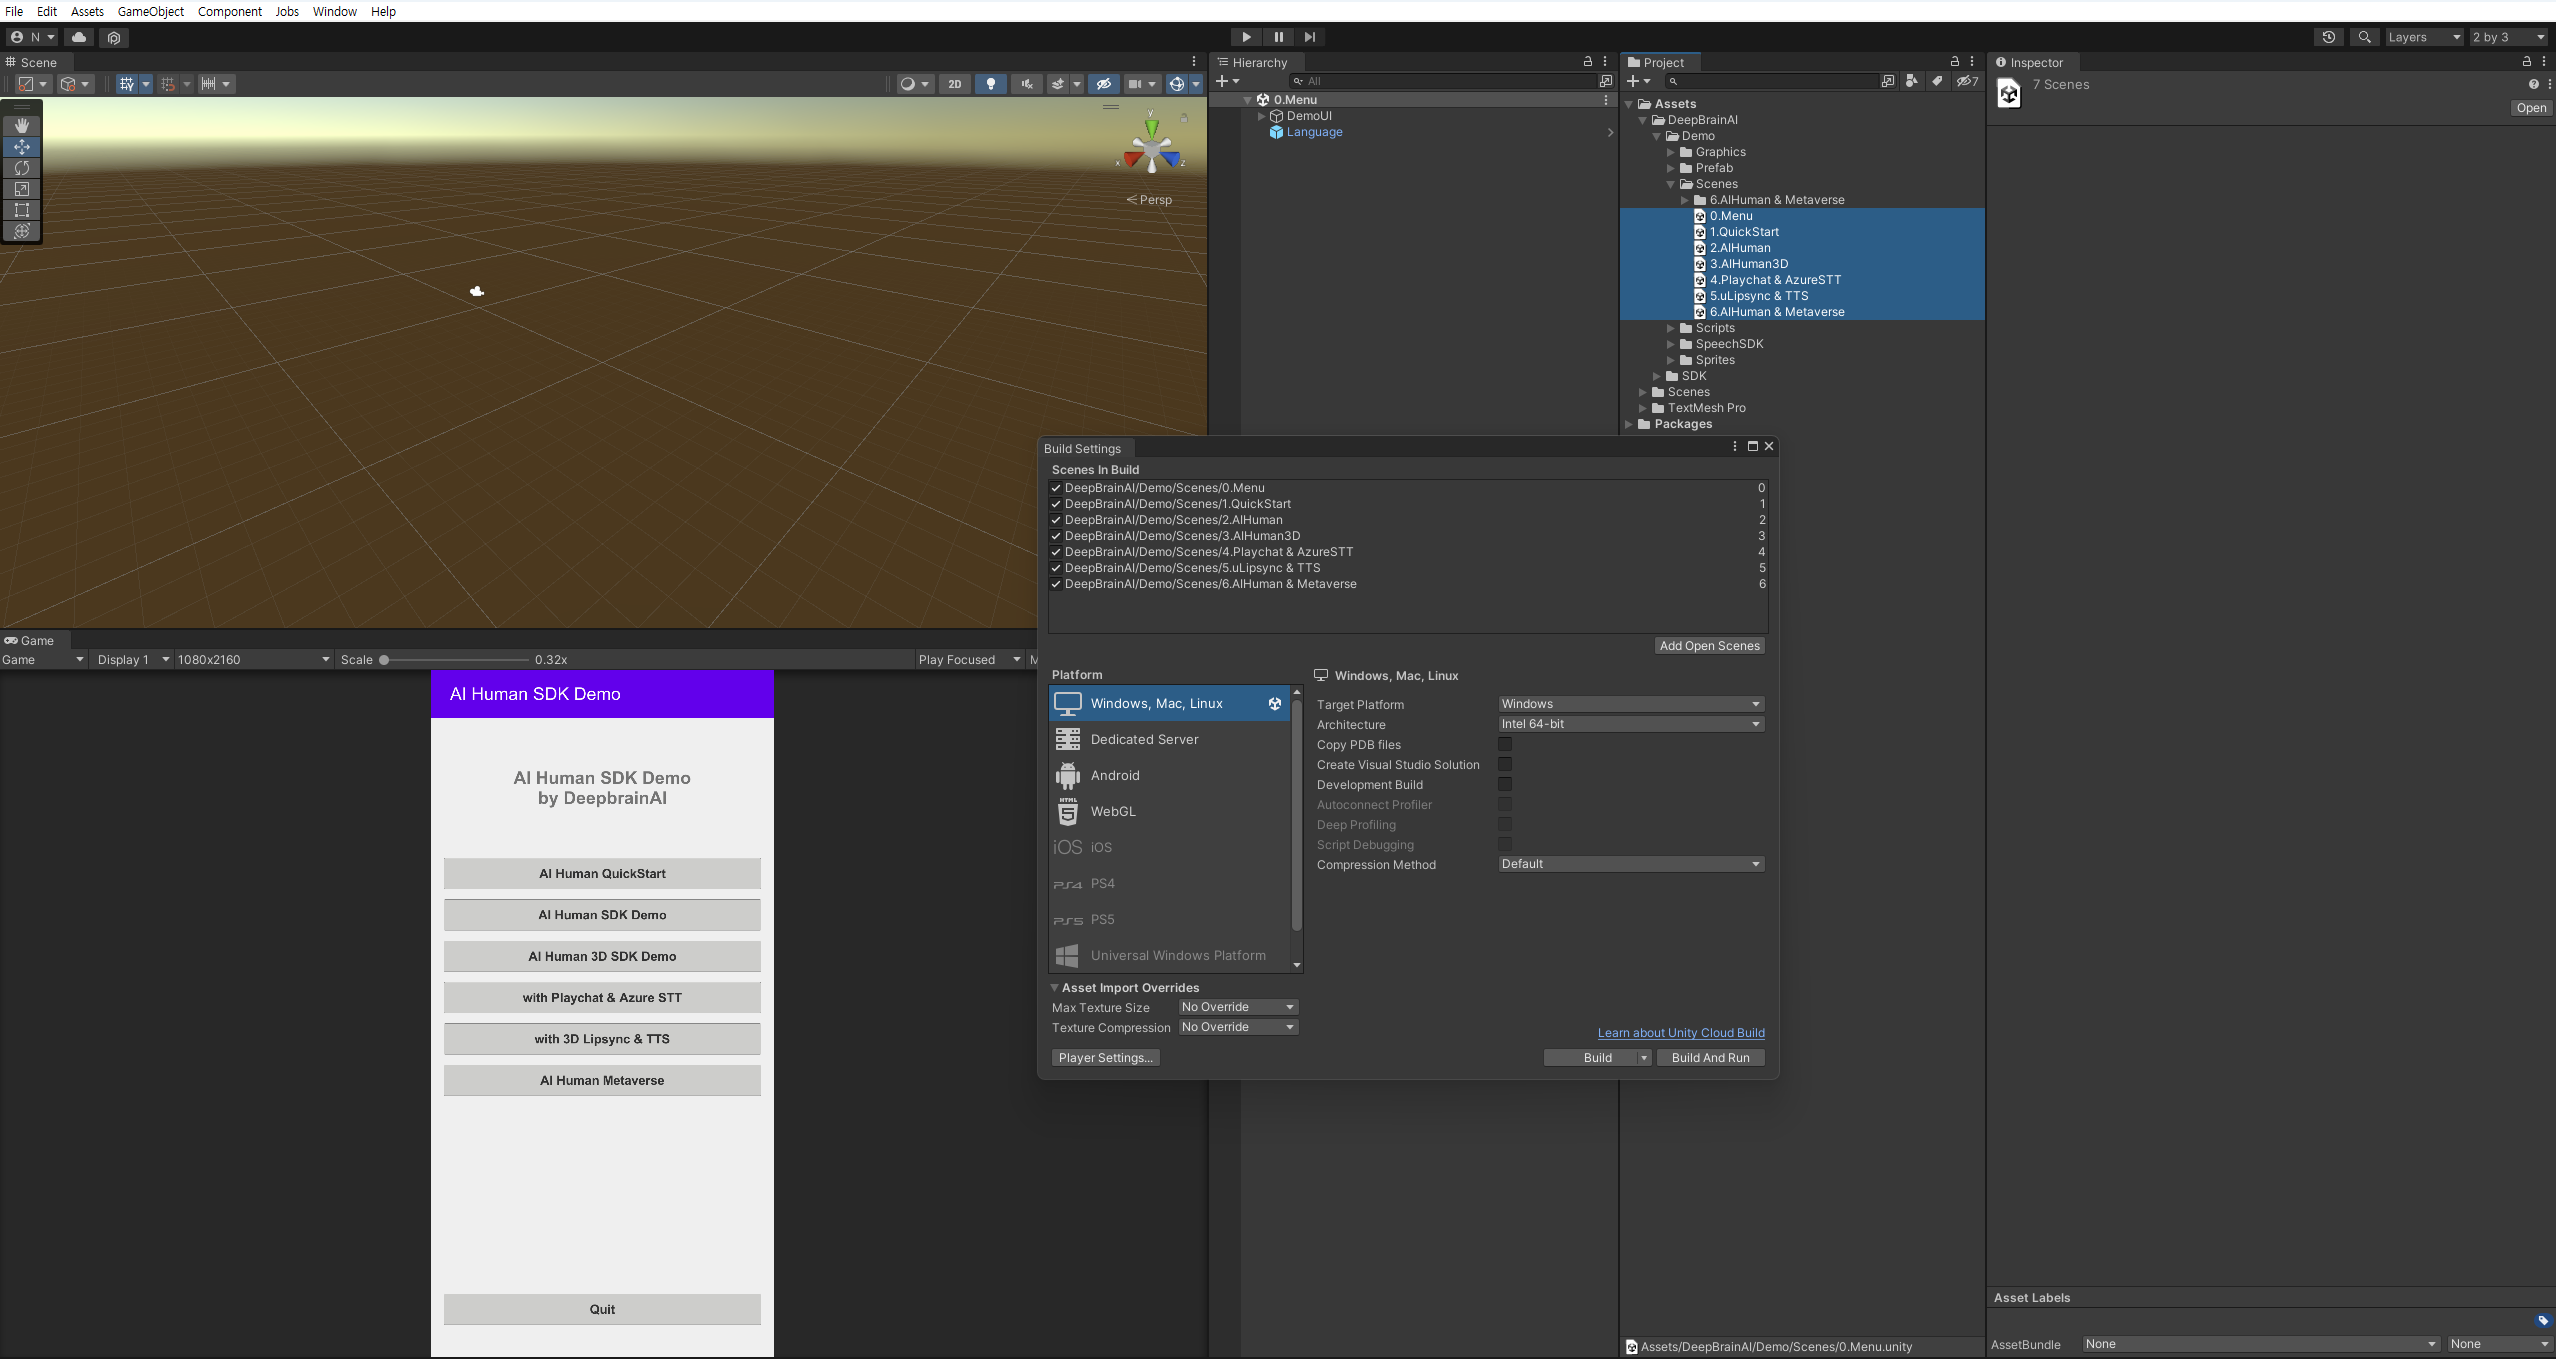 File Edit Assets GameObject Component Jobs Window Help
N
Layers
2 by 3
Scene
2D
y
x
z
Persp
Hierarchy
All
0.Menu
DemoUI
Language
Project
7
Assets
DeepBrainAI
Demo
Graphics
Prefab
Scenes
6.AIHuman & Metaverse
0.Menu
1.QuickStart
2.AIHuman
3.AIHuman3D
4.Playchat & AzureSTT
5.uLipsync & TTS
6.AIHuman & Metaverse
Scripts
SpeechSDK
Sprites
SDK
Scenes
TextMesh Pro
Packages
Inspector
7 Scenes
Open
Build Settings
Scenes In Build
DeepBrainAI/Demo/Scenes/0.Menu 0
DeepBrainAI/Demo/Scenes/1.QuickStart 1
DeepBrainAI/Demo/Scenes/2.AIHuman 2
DeepBrainAI/Demo/Scenes/3.AIHuman3D 3
DeepBrainAI/Demo/Scenes/4.Playchat & AzureSTT 4
DeepBrainAI/Demo/Scenes/5.uLipsync & TTS 5
DeepBrainAI/Demo/Scenes/6.AIHuman & Metaverse 6
Add Open Scenes
Platform
Windows, Mac, Linux
Dedicated Server
Android
HTML 5 WebGL
iOS iOS
PS4 PS4
PS5 PS5
Universal Windows Platform
Windows, Mac, Linux
Target Platform Windows
Architecture Intel 64-bit
Copy PDB files
Create Visual Studio Solution
Development Build
Autoconnect Profiler
Deep Profiling
Script Debugging
Compression Method Default
Asset Import Overrides
Max Texture Size No Override
Texture Compression No Override
Learn about Unity Cloud Build
Player Settings...
Build
Build And Run
Game
Game Display 1 1080x2160 Scale 0.32x Play Focused M
AI Human SDK Demo
AI Human SDK Demo
by DeepbrainAI
AI Human QuickStart
AI Human SDK Demo
AI Human 3D SDK Demo
with Playchat & Azure STT
with 3D Lipsync & TTS
AI Human Metaverse
Quit
Assets/DeepBrainAI/Demo/Scenes/0.Menu.unity
Asset Labels
AssetBundle None None